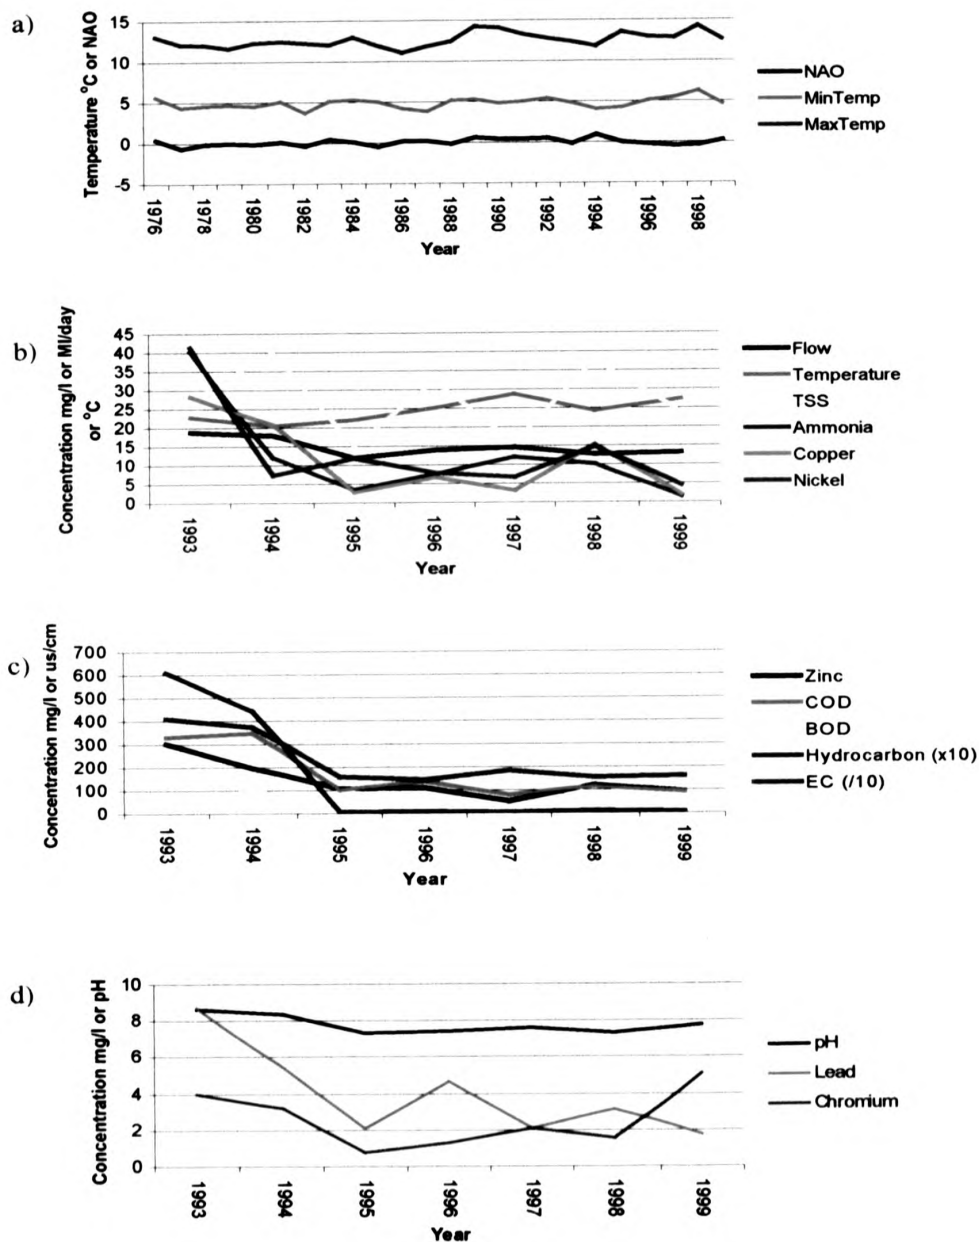 a)
Temperature °C or NAO
15
10
5
0
-5
1976
1978
1980
1982
1984
1986
1988
1990
1992
1994
1996
1998
Year
NAO
MinTemp
MaxTemp
b)
Concentration mg/l or Ml/day
or °C
45
40
35
30
25
20
15
10
5
0
1993
1994
1995
1996
1997
1998
1999
Year
Flow
Temperature
TSS
Ammonia
Copper
Nickel
c)
Concentration mg/l or us/cm
700
600
500
400
300
200
100
0
1993
1994
1995
1996
1997
1998
1999
Year
Zinc
COD
BOD
Hydrocarbon (x10)
EC (/10)
d)
Concentration mg/l or pH
10
8
6
4
2
0
1993
1994
1995
1996
1997
1998
1999
Year
pH
Lead
Chromium